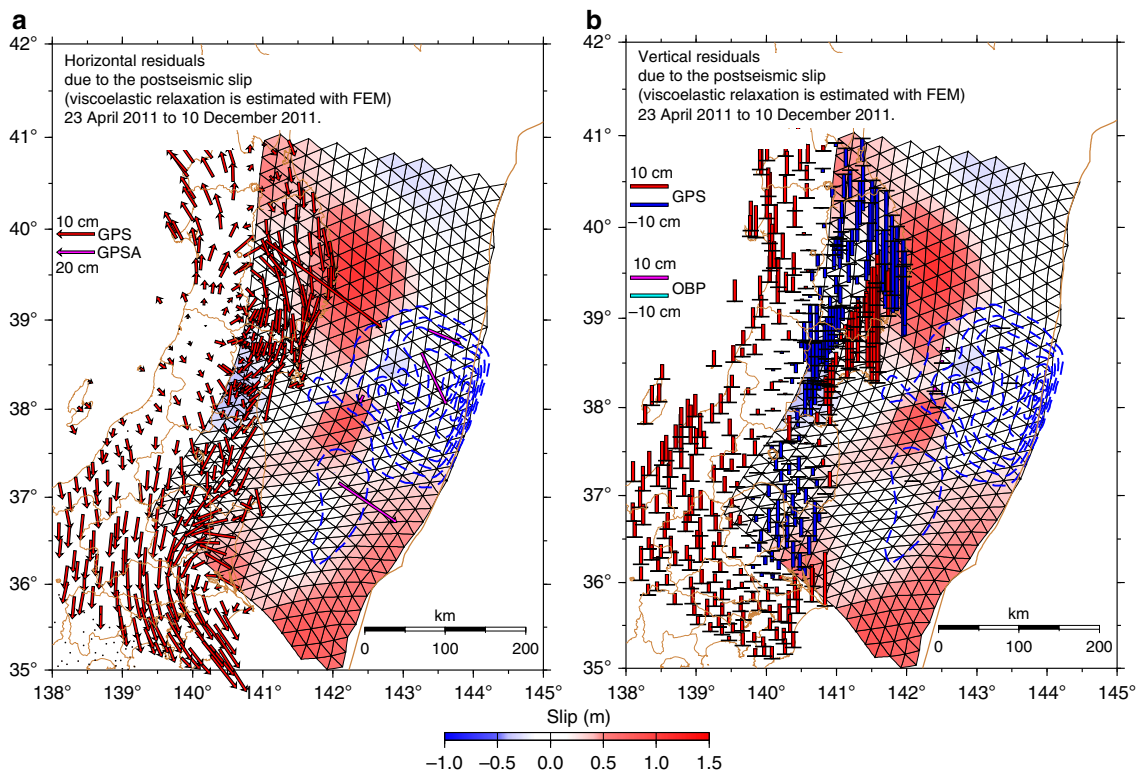 a
42°
41°
40°
39°
38°
37°
36°
35°
Horizontal residuals
due to the postseismic slip
(viscoelastic relaxation is estimated with FEM)
23 April 2011 to 10 December 2011.
10 cm
GPS
GPSA
20 cm
km
0 100 200
138 139 140 141 142 143 144 145°
b
42°
41°
40°
39°
38°
37°
36°
35°
Vertical residuals
due to the postseismic slip
(viscoelastic relaxation is estimated with FEM)
23 April 2011 to 10 December 2011.
10 cm
GPS
−10 cm
10 cm
OBP
−10 cm
km
0 100 200
138 139 140 141 142 143 144 145°
Slip (m)
−1.0 −0.5 0.0 0.5 1.0 1.5